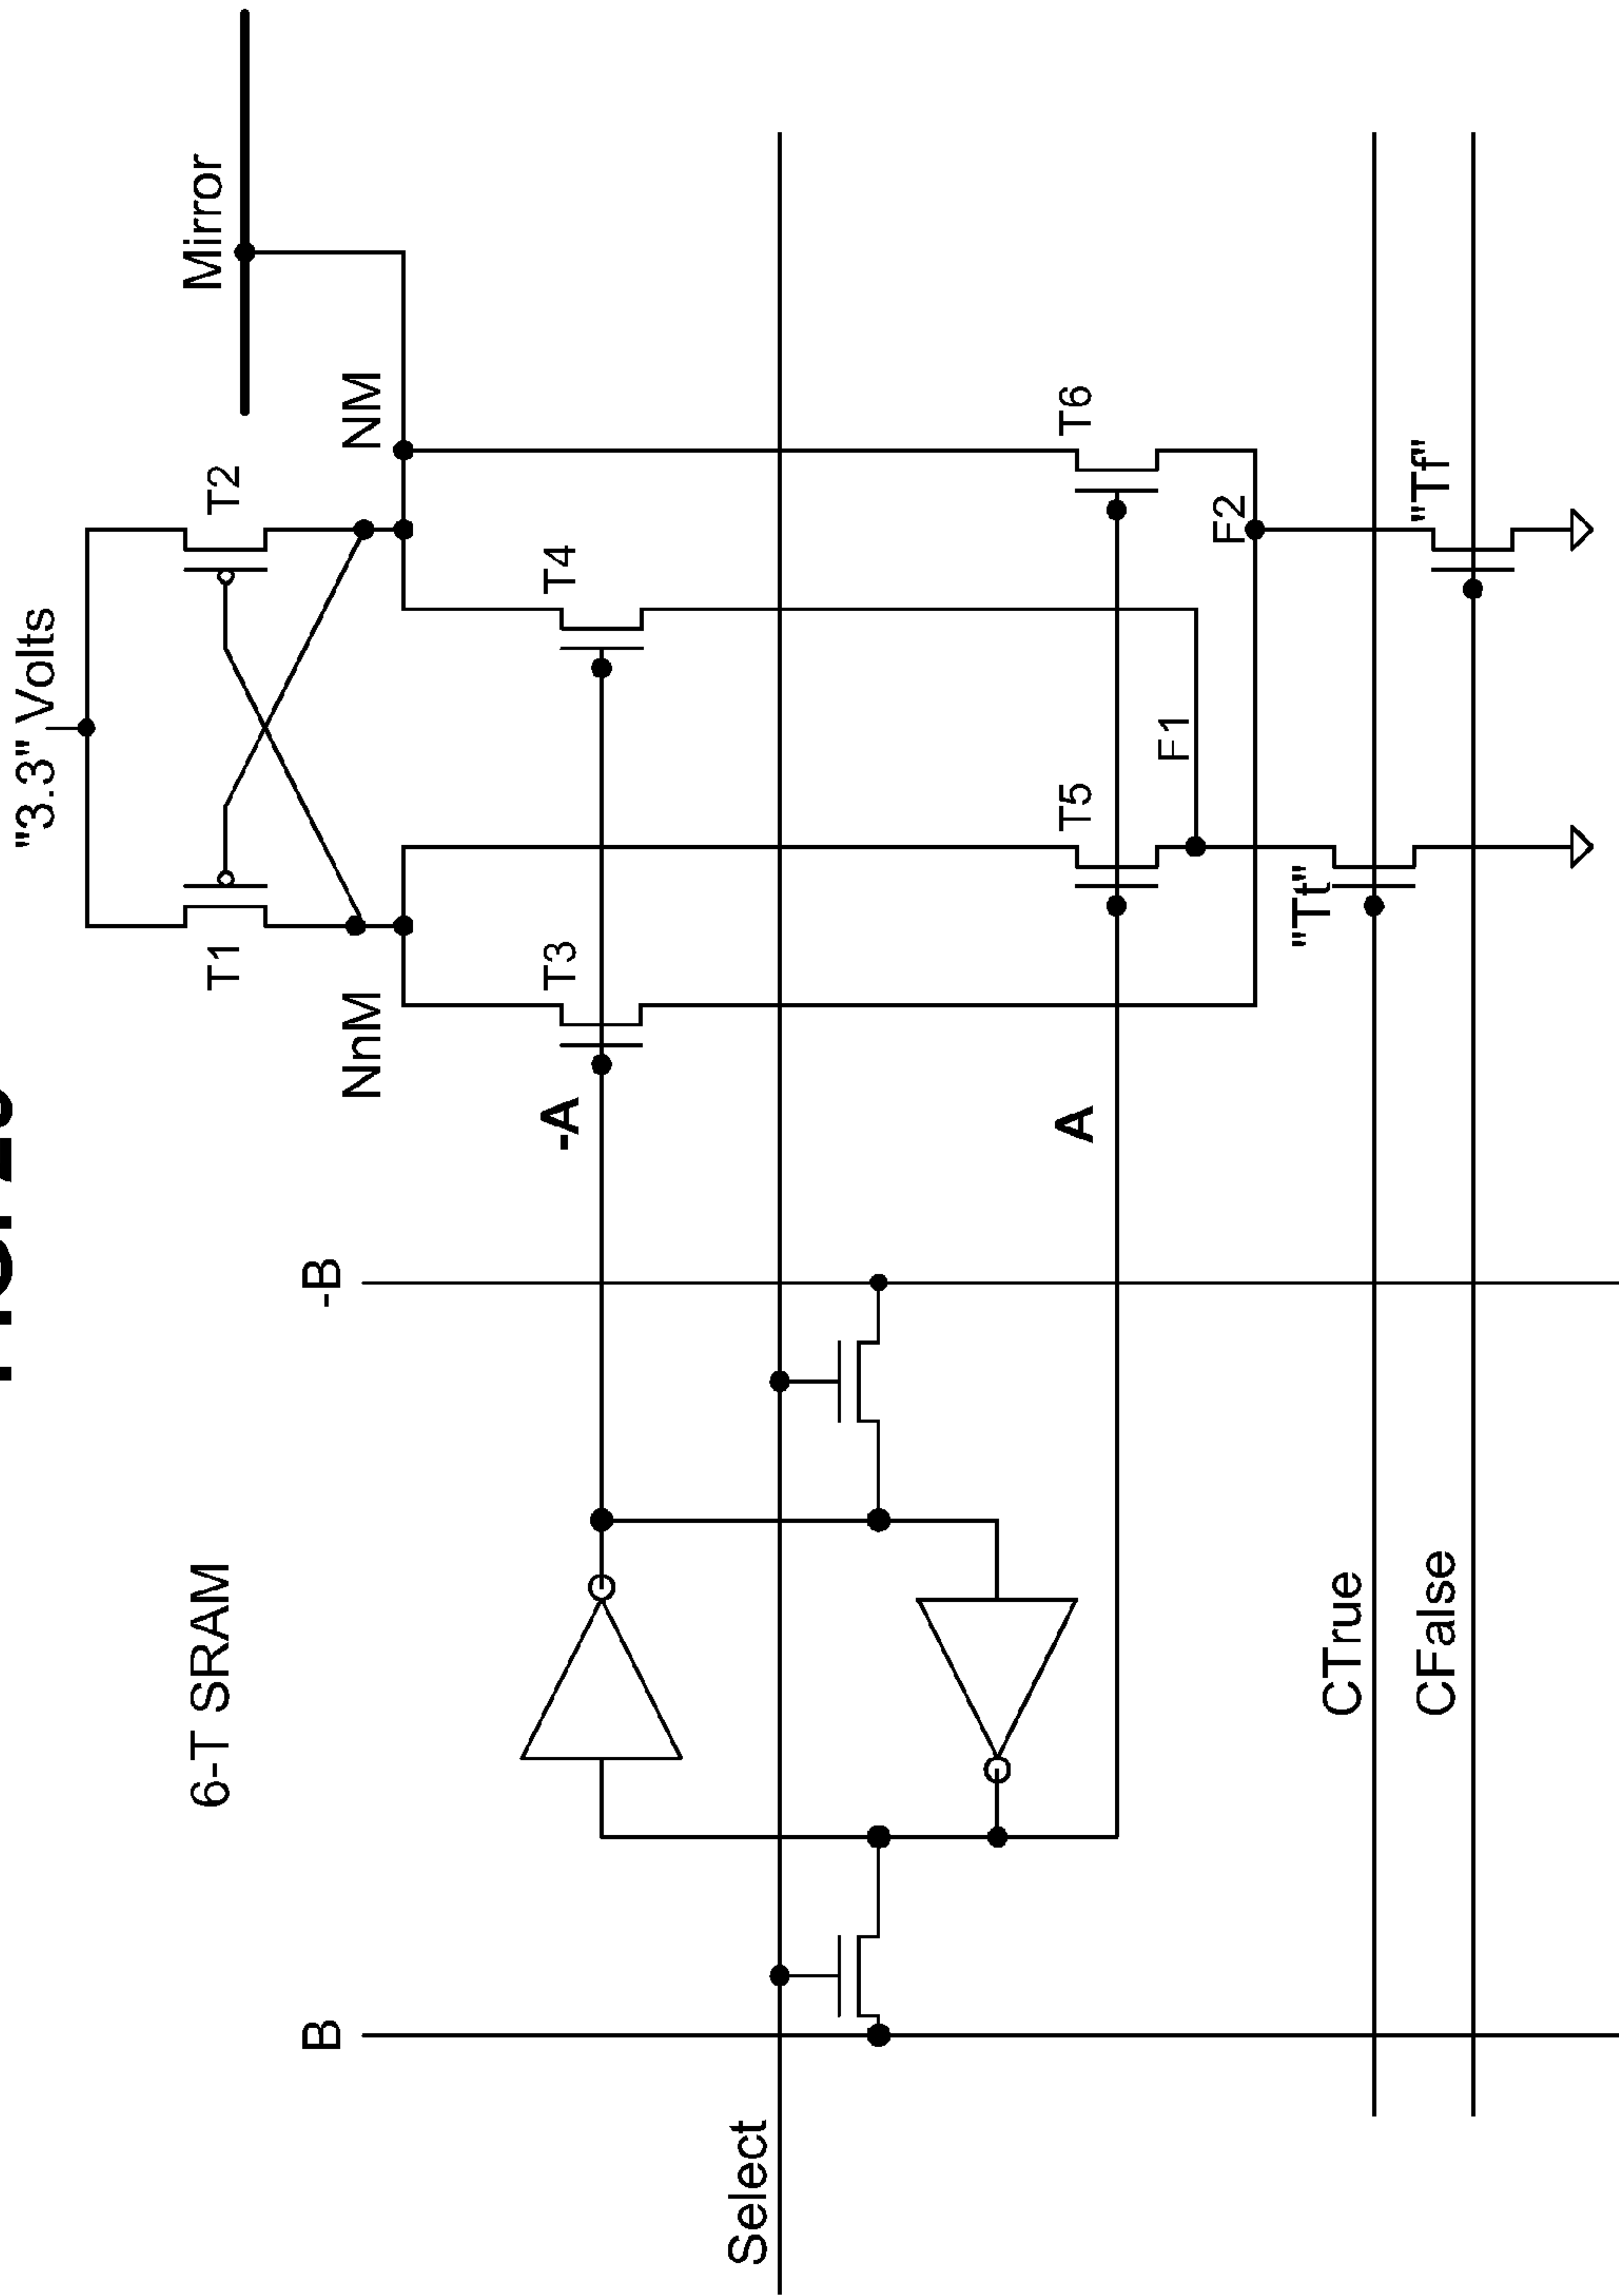 "3.3" Volts
Mirror
T1
T2
NnM
NM
6-T SRAM
B
-B
-A
T3
T4
Select
A
T5
T6
F1
F2
"Tt"
"Tf"
CTrue
CFalse